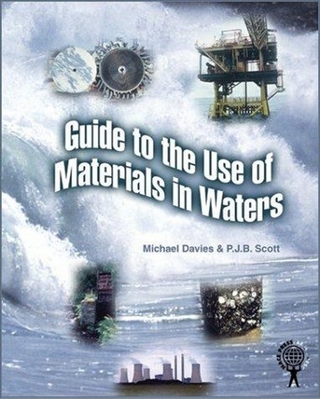 Guide to the Use of
Materials in Waters
Michael Davies & P.J.B. Scott